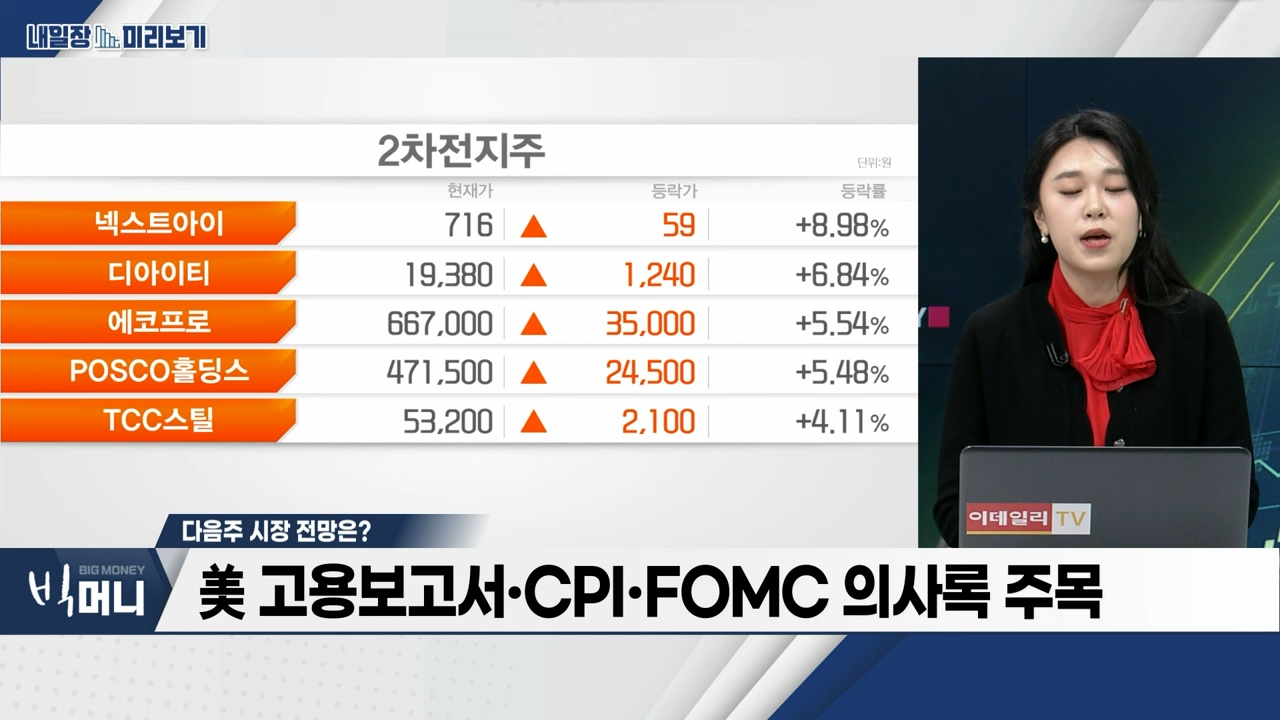 내일장 미리보기
2차전지주
단위:원
현재가 등락가 등락률
넥스트아이 716 ▲ 59 +8.98%
디아이티 19,380 ▲ 1,240 +6.84%
에코프로 667,000 ▲ 35,000 +5.54%
POSCO홀딩스 471,500 ▲ 24,500 +5.48%
TCC스틸 53,200 ▲ 2,100 +4.11%
Y
이데일리 TV
다음주 시장 전망은?
BIG MONEY
빅머니
美 고용보고서·CPI·FOMC 의사록 주목